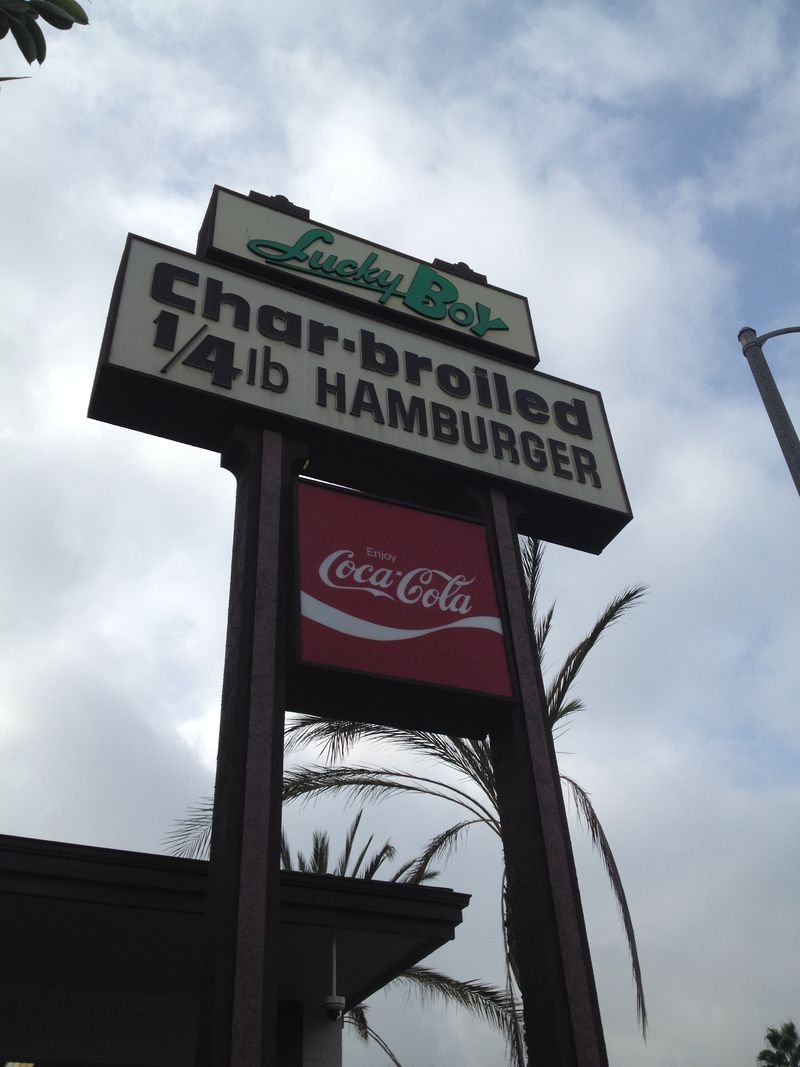 Lucky Boy
Char-broiled
1/4 lb HAMBURGER
Enjoy
Coca-Cola